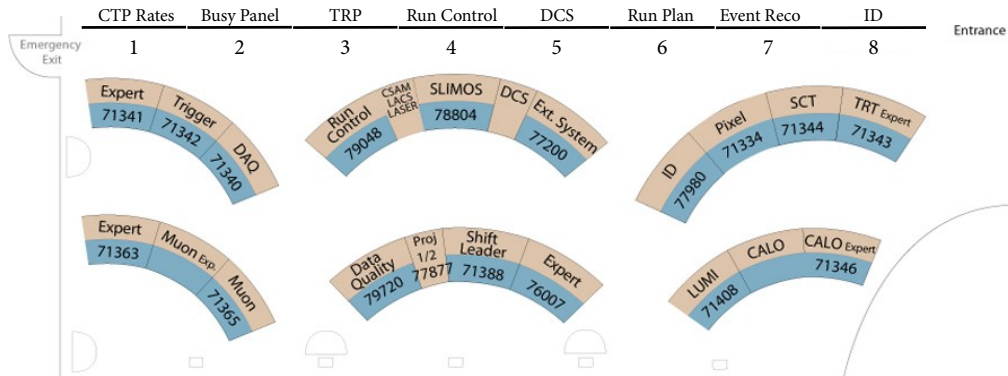 CTP Rates Busy Panel TRP Run Control DCS Run Plan Event Reco ID
1 2 3 4 5 6 7 8
Entrance
Emergency
Exit
Expert
71341
Trigger
71342
DAQ
71340
Run
Control
79048
CSAM
LACS
LASER
SLIMOS
78804
DCS
Ext. System
77200
ID
77980
Pixel
71334
SCT
71344
TRT Expert
71343
Expert
71363
Muon Exp.
Muon
71365
Data
Quality
79720
Proj
1/2
77877
Shift
Leader
71388
Expert
76007
LUMI
71408
CALO
CALO Expert
71346